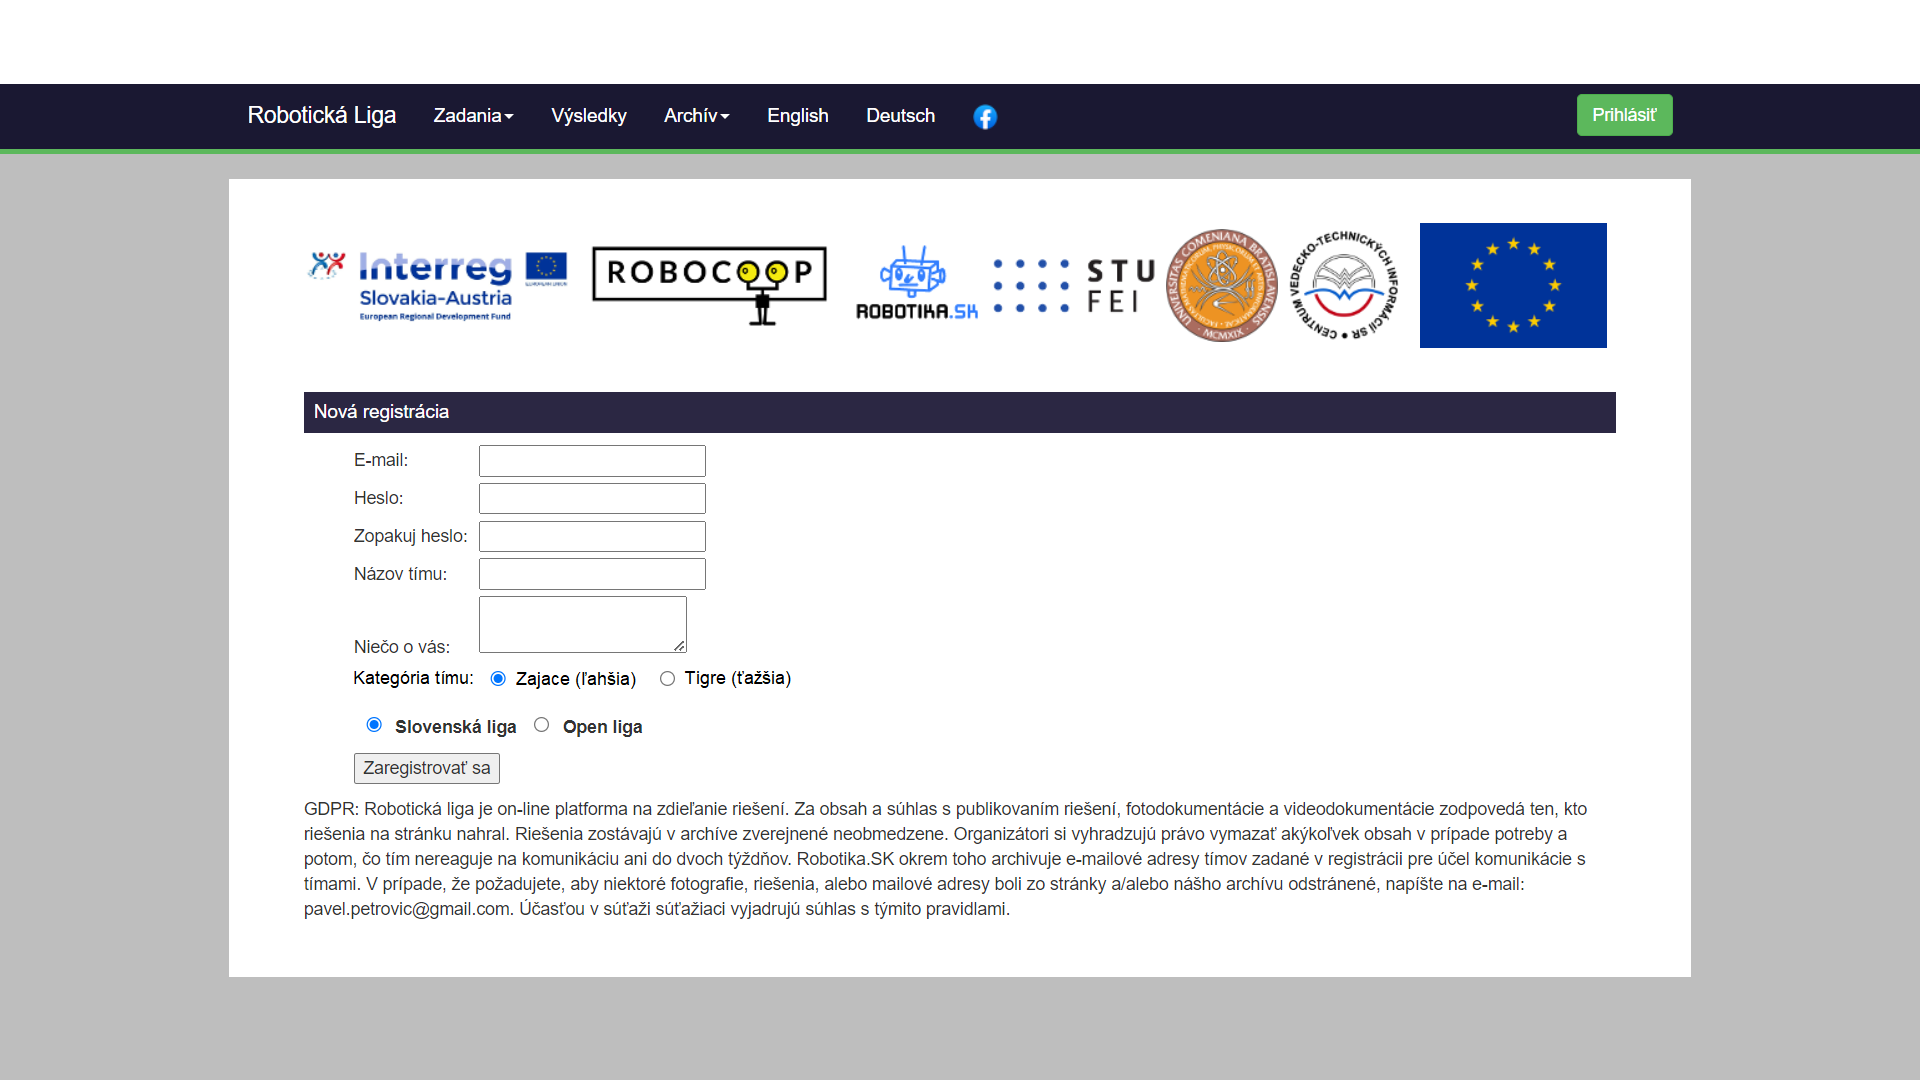 Robotická Liga Zadania Výsledky Archív English Deutsch Prihlásiť
Interreg
EUROPEAN UNION
Slovakia-Austria
European Regional Development Fund
ROBOCOOP
ROBOTIKA.SK
STU
FEI
UNIVERSITAS COMENIANA BRATISLAVENSIS
MCMXIX
CENTRUM VEDECKO-TECHNICKÝCH INFORMÁCIÍ SR
Nová registrácia
E-mail:
Heslo:
Zopakuj heslo:
Názov tímu:
Niečo o vás:
Kategória tímu: Zajace (ľahšia) Tigre (ťažšia)
Slovenská liga Open liga
Zaregistrovať sa
GDPR: Robotická liga je on-line platforma na zdieľanie riešení. Za obsah a súhlas s publikovaním riešení, fotodokumentácie a videodokumentácie zodpovedá ten, kto
riešenia na stránku nahral. Riešenia zostávajú v archíve zverejnené neobmedzene. Organizátori si vyhradzujú právo vymazať akýkoľvek obsah v prípade potreby a
potom, čo tím nereaguje na komunikáciu ani do dvoch týždňov. Robotika.SK okrem toho archivuje e-mailové adresy tímov zadané v registrácii pre účel komunikácie s
tímami. V prípade, že požadujete, aby niektoré fotografie, riešenia, alebo mailové adresy boli zo stránky a/alebo nášho archívu odstránené, napíšte na e-mail:
pavel.petrovic@gmail.com. Účasťou v súťaži súťažiaci vyjadrujú súhlas s týmito pravidlami.